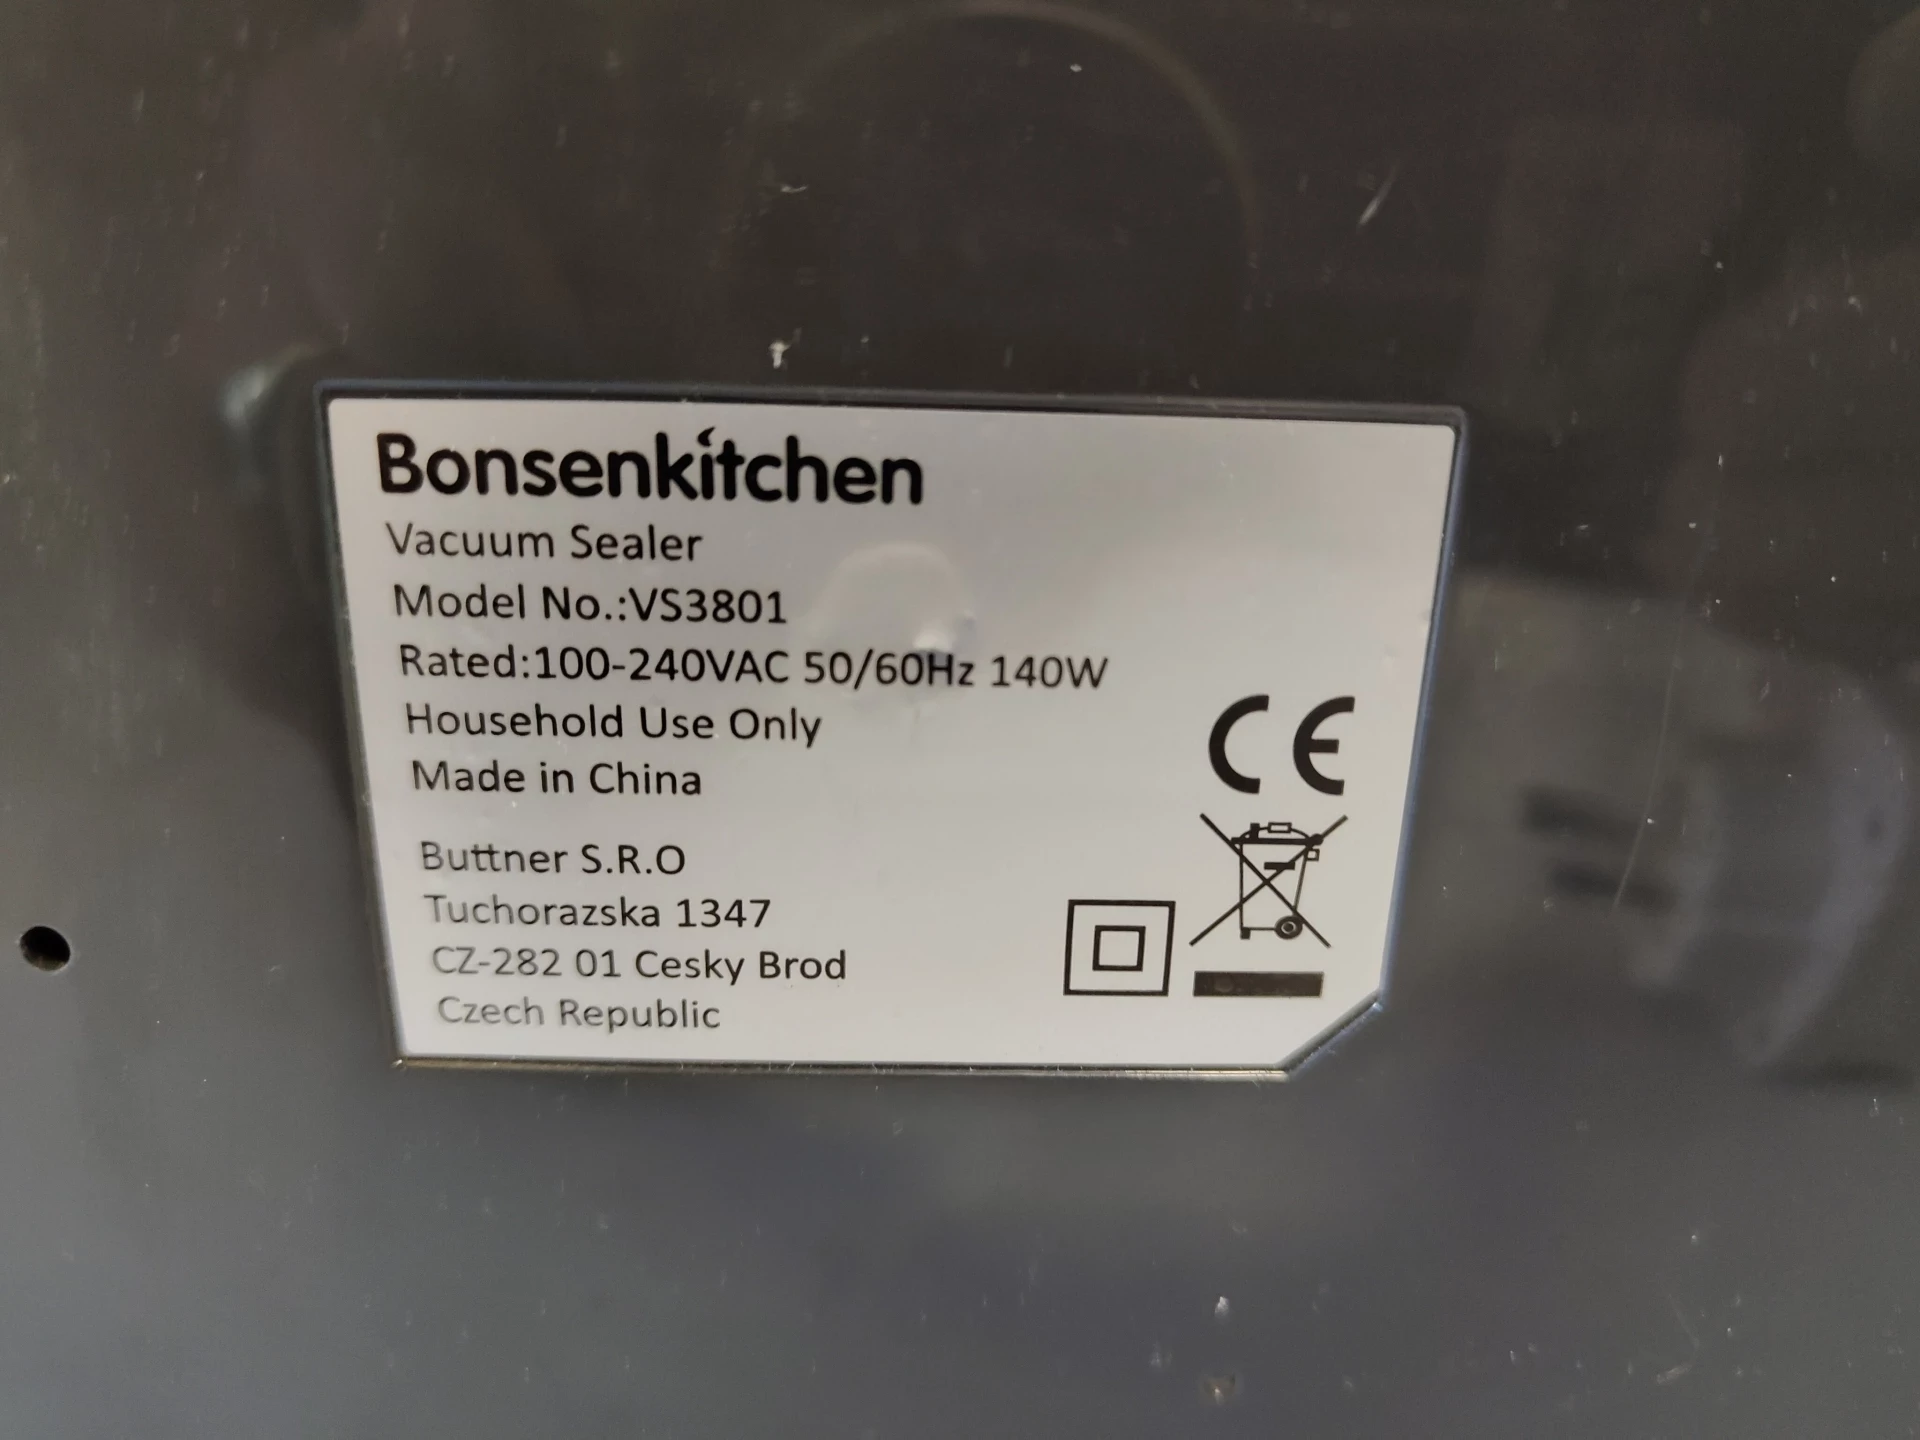 Bonsenkitchen
Vacuum Sealer
Model No.:VS3801
Rated:100-240VAC 50/60Hz 140W
Household Use Only
Made in China
CE
Buttner S.R.O
Tuchorazska 1347
CZ-282 01 Cesky Brod
Czech Republic